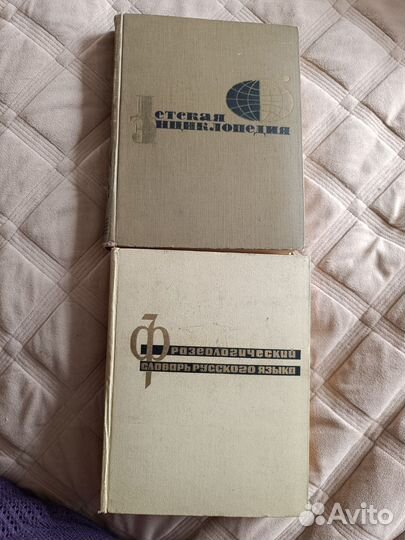 Детская
Энциклопедия
Фразеологический
словарь русского языка
Avito